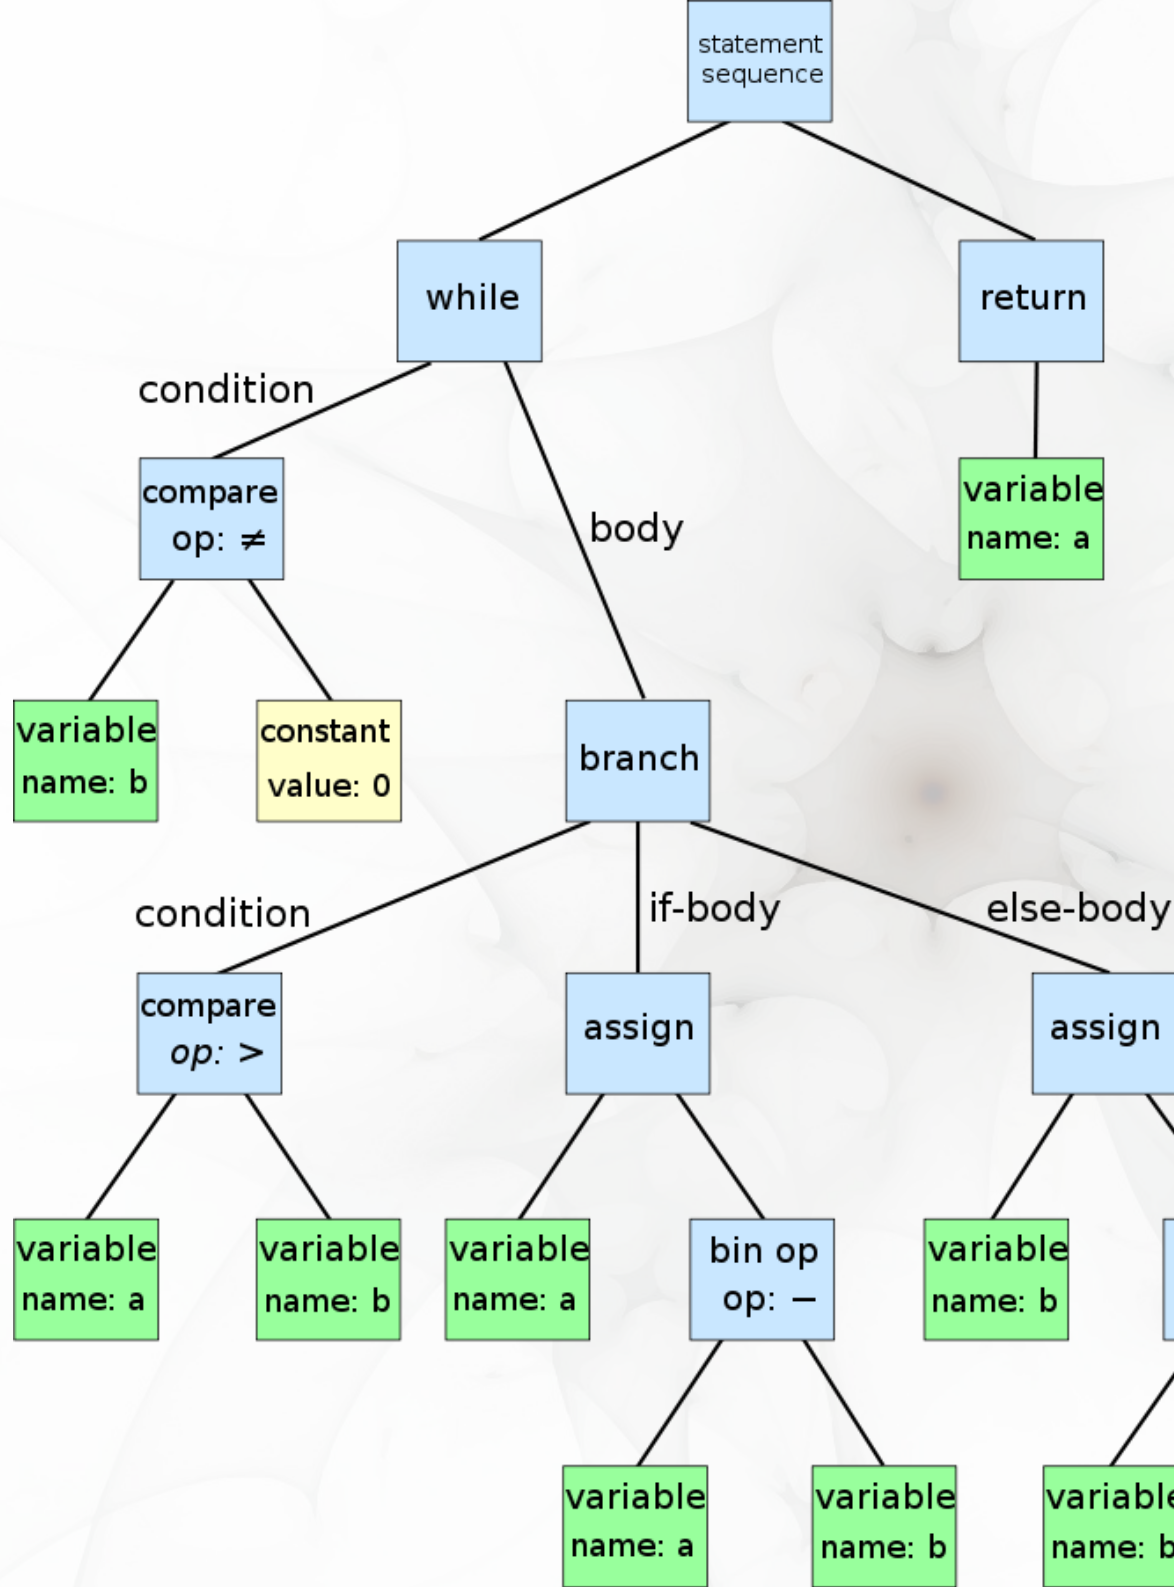 statement
sequence
while
return
condition
compare
op: ≠
body
variable
name: a
variable
name: b
constant
value: 0
branch
condition
if-body
else-body
compare
op: >
assign
assign
variable
name: a
variable
name: b
variable
name: a
bin op
op: −
variable
name: b
variable
name: a
variable
name: b
variable
name: b